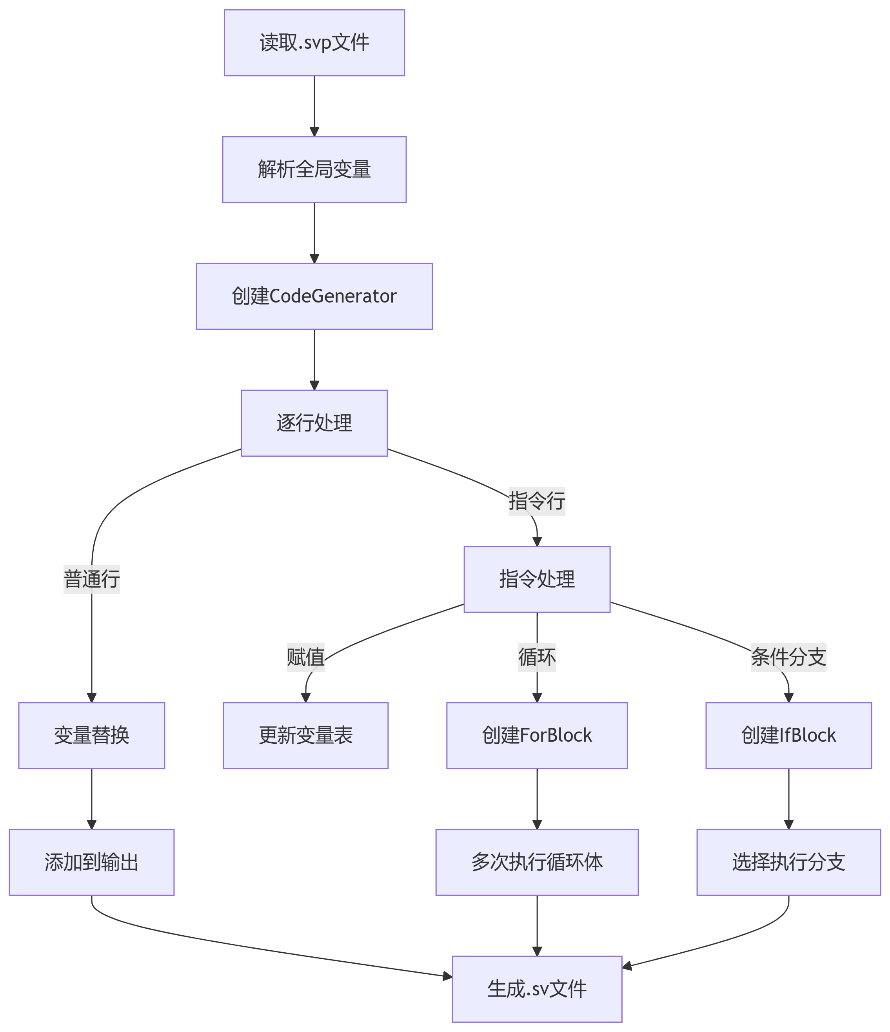 读取.svp文件
解析全局变量
创建CodeGenerator
逐行处理
指令行
普通行
指令处理
赋值
循环
条件分支
变量替换
更新变量表
创建ForBlock
创建IfBlock
添加到输出
多次执行循环体
选择执行分支
生成.sv文件